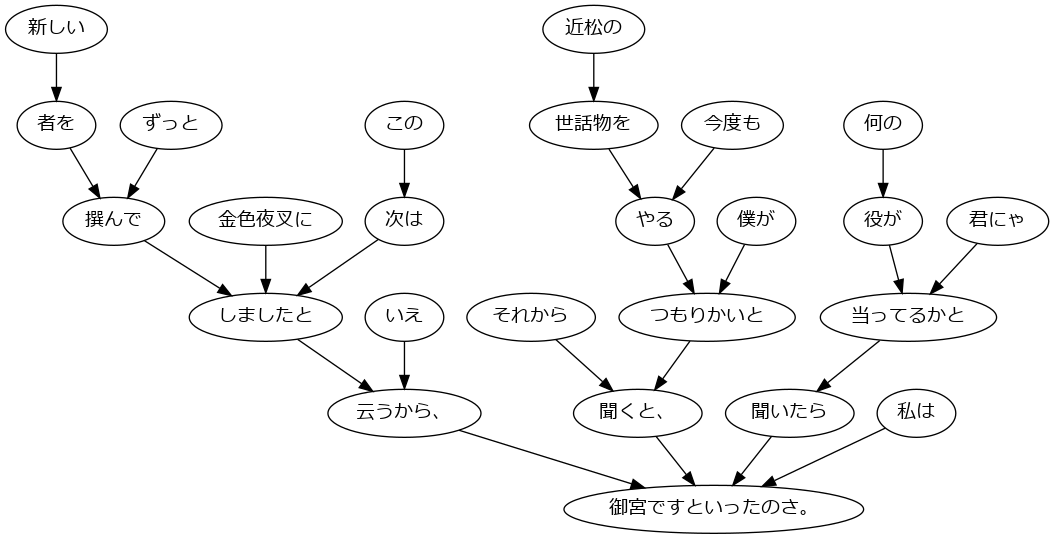 新しい
近松の
者を
ずっと
この
世話物を
今度も
何の
撰んで
金色夜叉に
次は
やる
僕が
役が
君にゃ
しましたと
いえ
それから
つもりかいと
当ってるかと
云うから、
聞くと、
聞いたら
私は
御宮ですといったのさ。